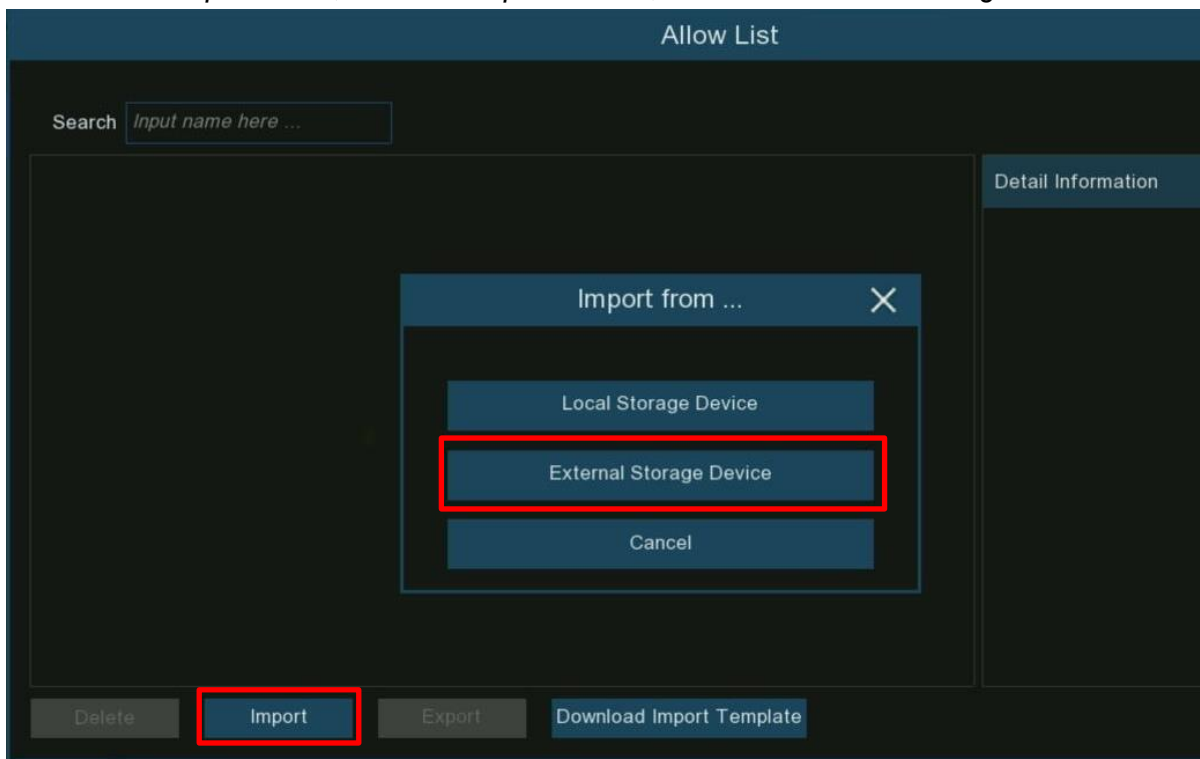 Allow List
Search Input name here ...
Detail Information
Import from ...
Local Storage Device
External Storage Device
Cancel
Delete Import Export Download Import Template